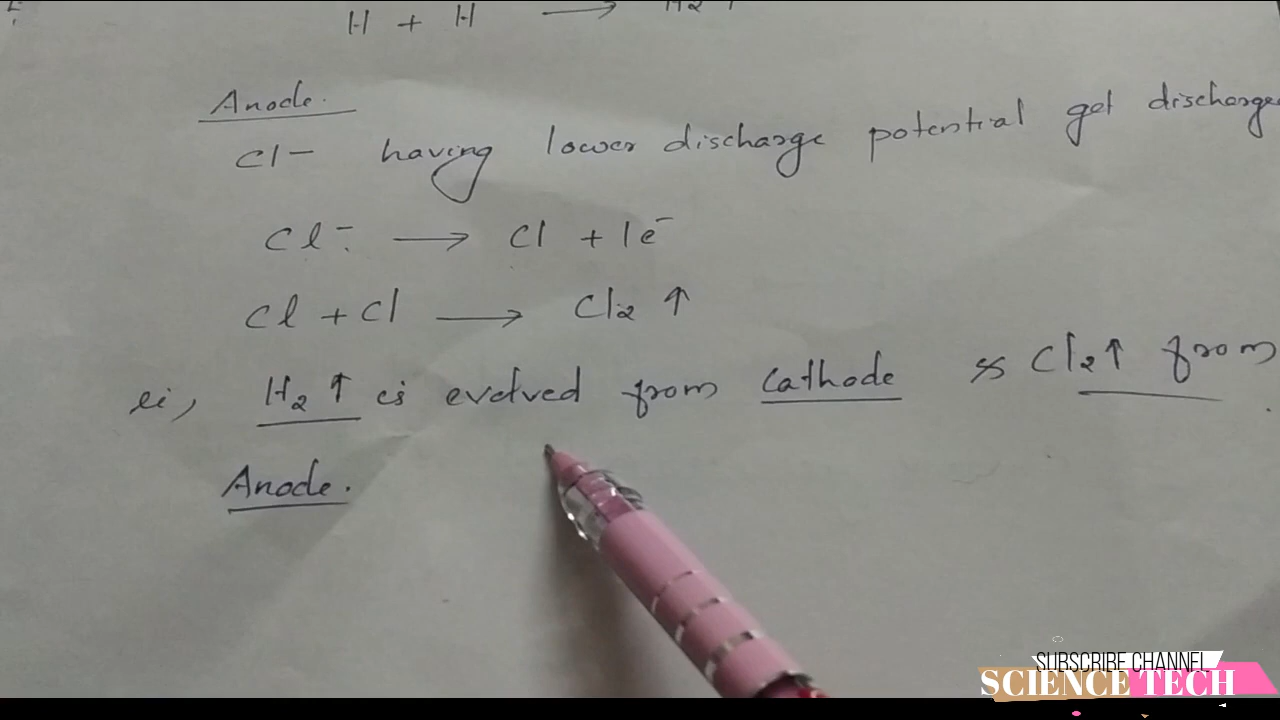 H + H ⟶ H2 ↑
Anode.
Cl− having lower discharge potential get discharge
Cl− ⟶ Cl + 1e−
Cl + Cl ⟶ Cl2 ↑
ie, H2 ↑ is evolved from Cathode & Cl2 ↑ from
Anode.
SUBSCRIBE CHANNEL
SCIENCE TECH